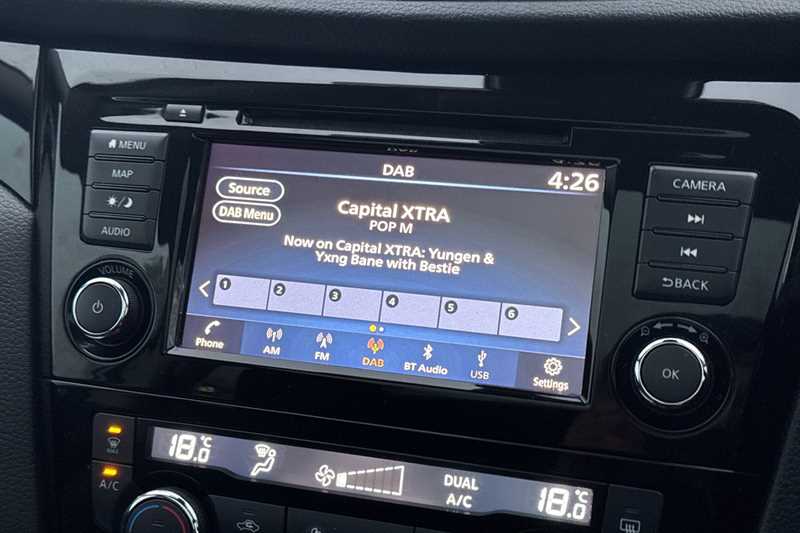 MENU
MAP
AUDIO
VOLUME
DAB
4:26
Source
DAB Menu
Capital XTRA
POP M
Now on Capital XTRA: Yungen &
Yxng Bane with Bestie
1 2 3 4 5 6
Phone
AM
FM
DAB
BT Audio
USB
Settings
CAMERA
BACK
OK
18.0°C
DUAL
A/C
18.0°C
MAX
A/C